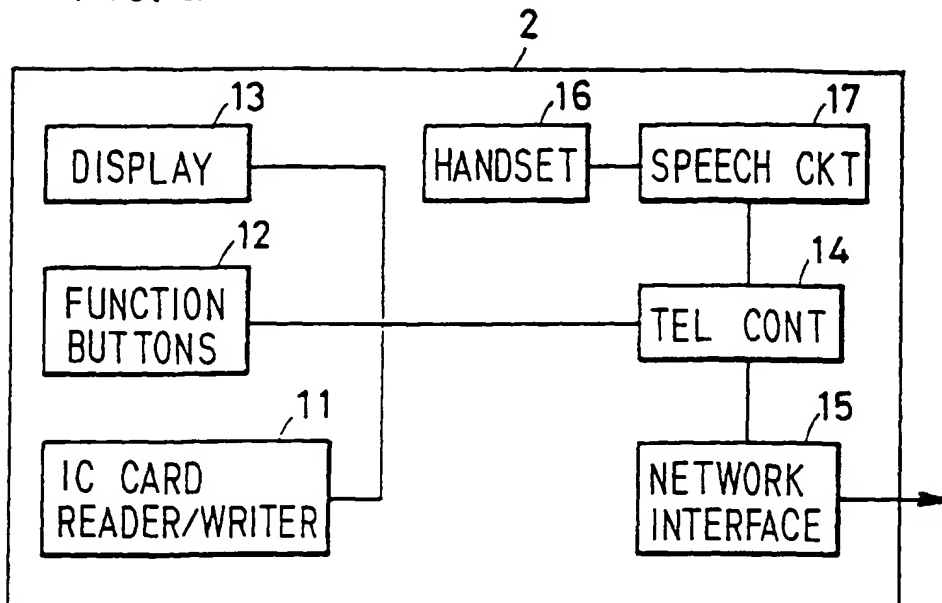 2
13
DISPLAY
16
HANDSET
17
SPEECH CKT
12
FUNCTION
BUTTONS
14
TEL CONT
11
IC CARD
READER/WRITER
15
NETWORK
INTERFACE